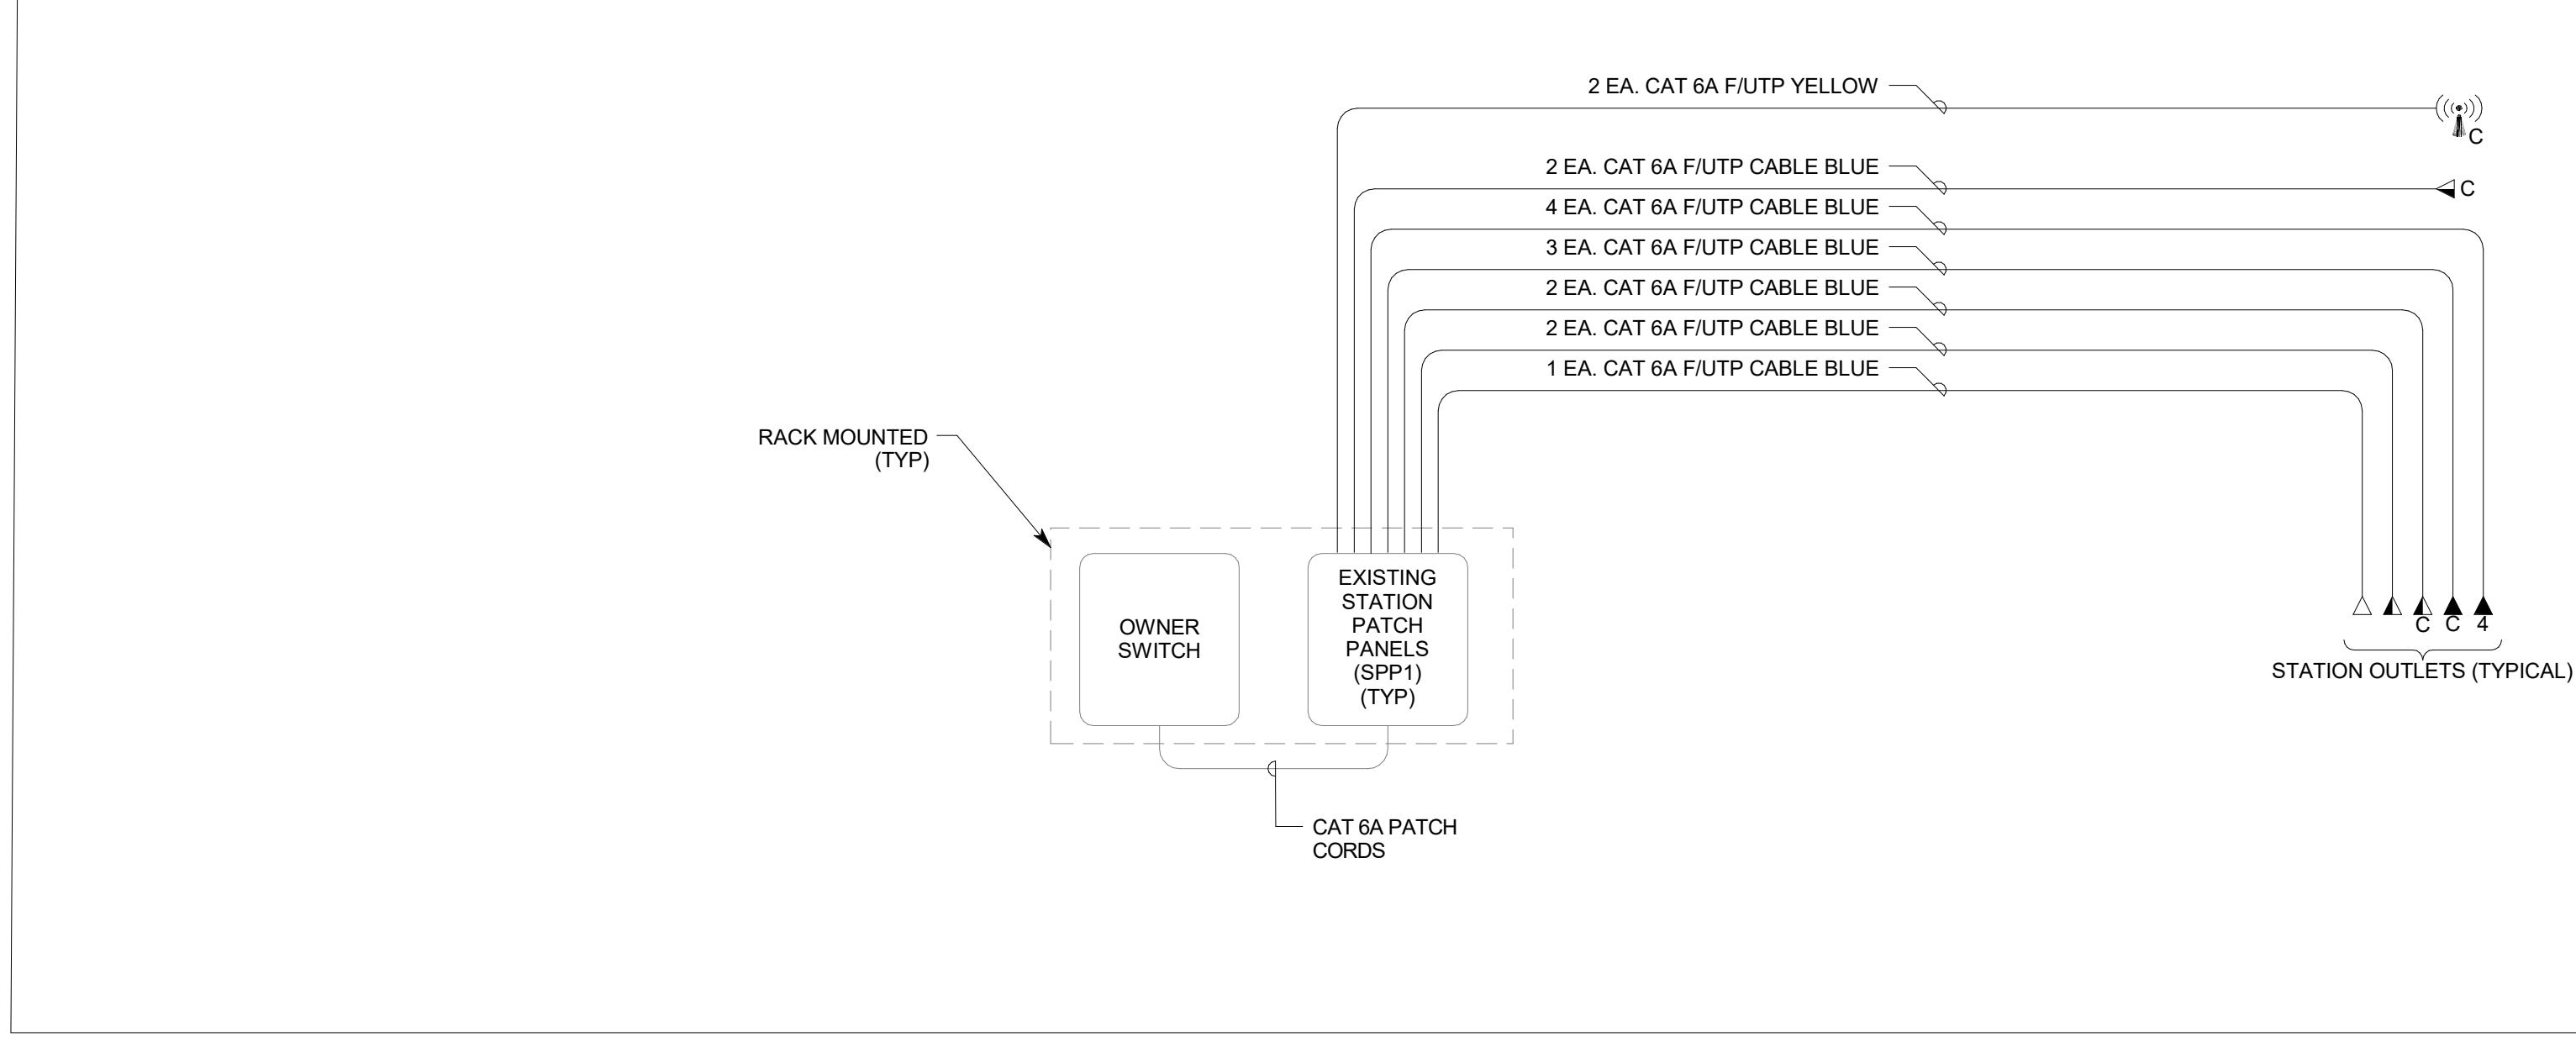 2 EA. CAT 6A F/UTP YELLOW
C
2 EA. CAT 6A F/UTP CABLE BLUE
C
4 EA. CAT 6A F/UTP CABLE BLUE
3 EA. CAT 6A F/UTP CABLE BLUE
2 EA. CAT 6A F/UTP CABLE BLUE
2 EA. CAT 6A F/UTP CABLE BLUE
1 EA. CAT 6A F/UTP CABLE BLUE
RACK MOUNTED
(TYP)
OWNER
SWITCH
EXISTING
STATION
PATCH
PANELS
(SPP1)
(TYP)
C C 4
STATION OUTLETS (TYPICAL)
CAT 6A PATCH
CORDS